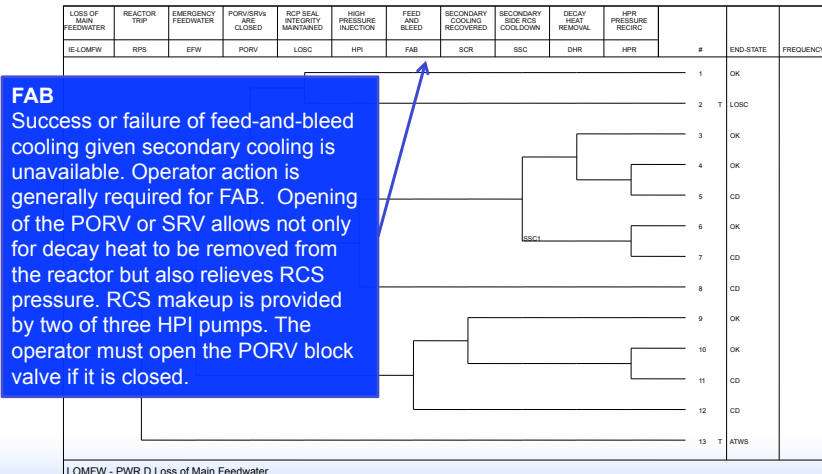 LOSS OF MAIN FEEDWATER
REACTOR TRIP
EMERGENCY FEEDWATER
PORV/SRVs ARE CLOSED
RCP SEAL INTEGRITY MAINTAINED
HIGH PRESSURE INJECTION
FEED AND BLEED
SECONDARY COOLING RECOVERED
SECONDARY SIDE RCS COOLDOWN
DECAY HEAT REMOVAL
HPR PRESSURE RECIRC
IE-LOMFW RPS EFW PORV LOSC HPI FAB SCR SSC DHR HPR # END-STATE FREQUENCY
1 OK
2 T LOSC
3 OK
4 OK
5 CD
6 OK
SSC1
7 CD
8 CD
9 OK
10 OK
11 CD
12 CD
13 T ATWS
FAB
Success or failure of feed-and-bleed
cooling given secondary cooling is
unavailable. Operator action is
generally required for FAB. Opening
of the PORV or SRV allows not only
for decay heat to be removed from
the reactor but also relieves RCS
pressure. RCS makeup is provided
by two of three HPI pumps. The
operator must open the PORV block
valve if it is closed.
LOMFW - PWR D Loss of Main Feedwater